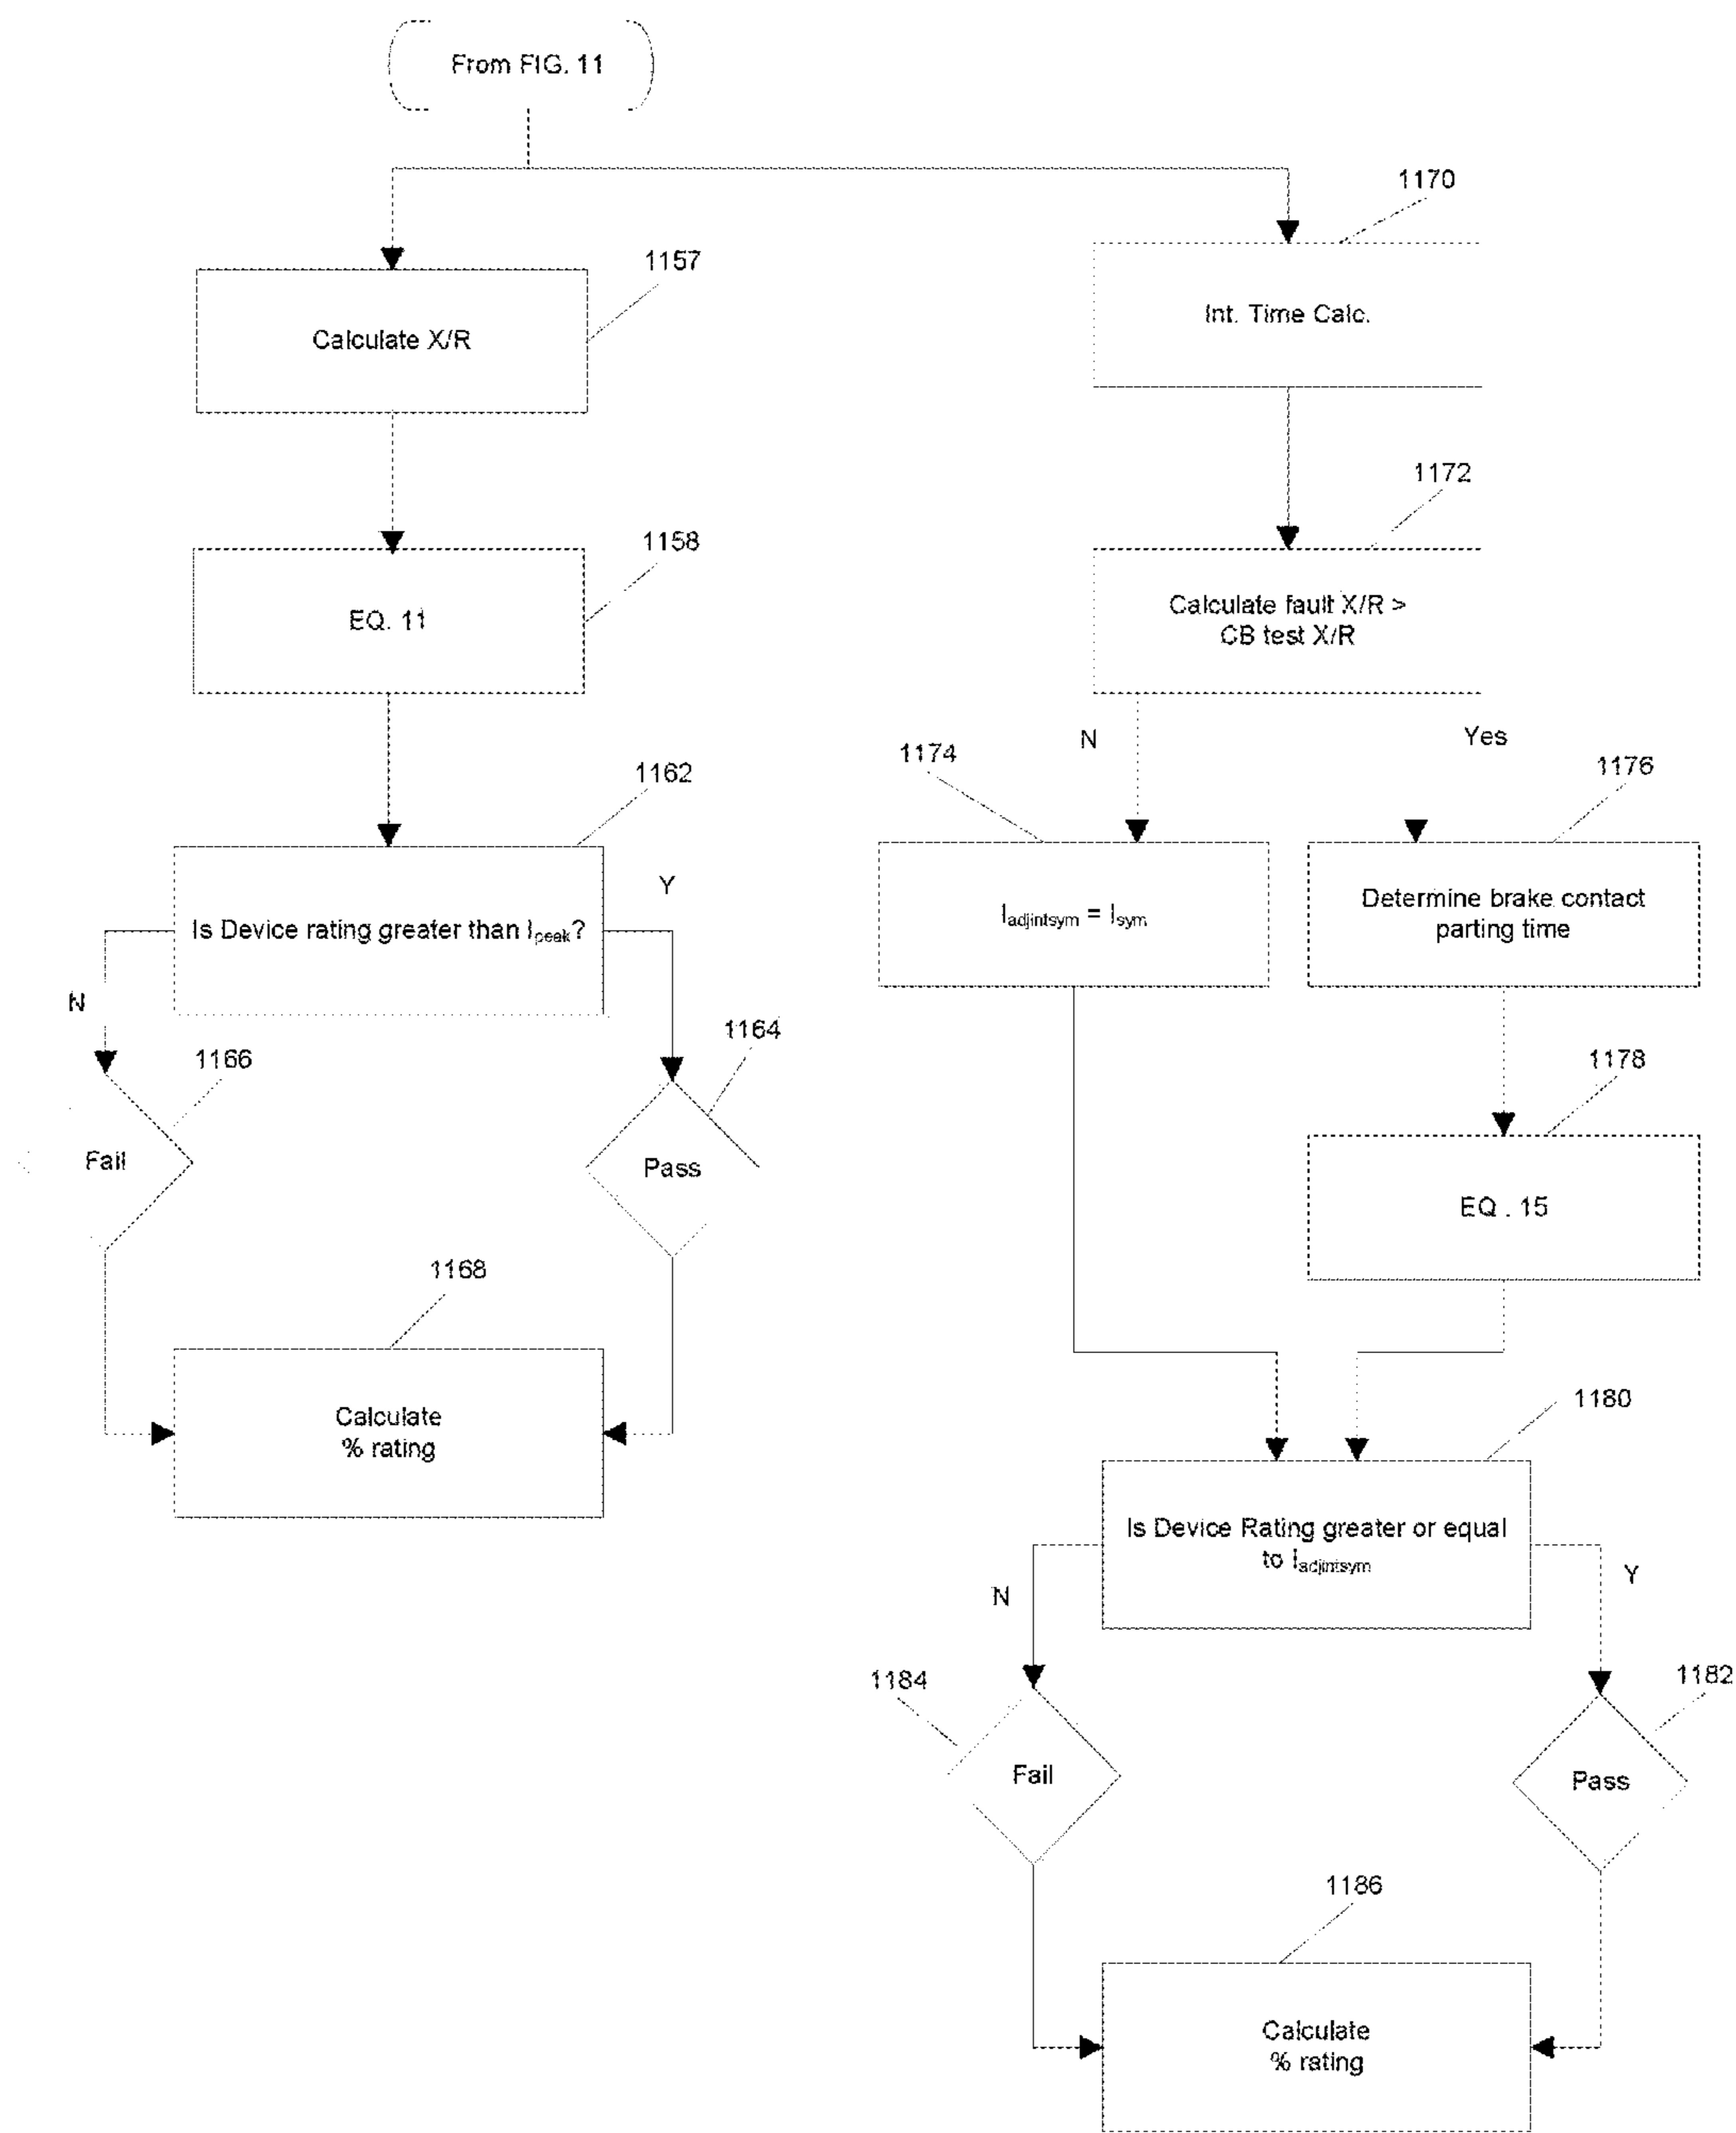 From FIG. 11
1170
1157
Calculate X/R
Int. Time Calc.
1172
1158
EQ. 11
Calculate fault X/R >
CB test X/R
N
Yes
1174
1162
1176
Y
Is Device rating greater than Ipeak?
Iadjintsym = Isym
Determine brake contact
parting time
N
1164
1166
1178
Fail
Pass
EQ . 15
1168
Calculate
% rating
1180
Is Device Rating greater or equal
to Iadjintsym
N
Y
1184
1182
Fail
Pass
1186
Calculate
% rating